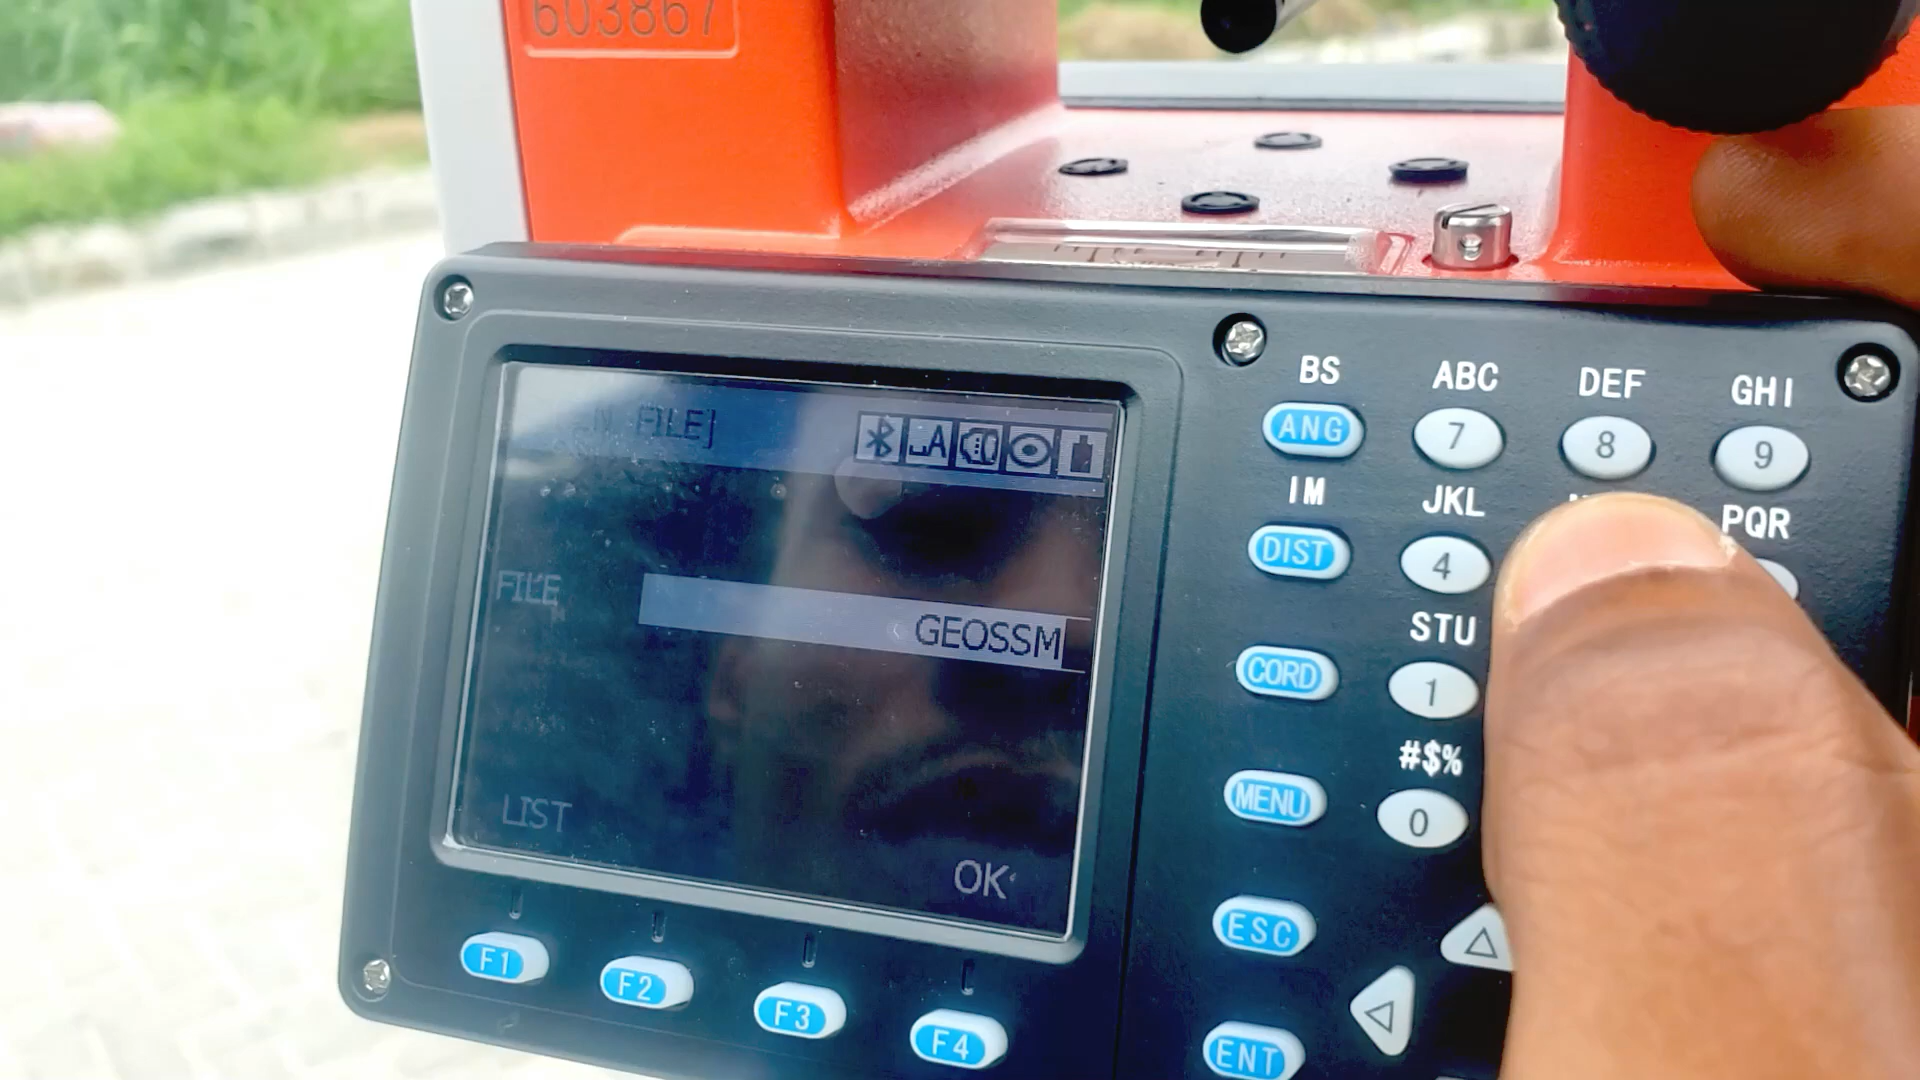 603867
FILE]
A
FILE
GEOSSM
LIST
OK
BS
ABC
DEF
GHI
ANG
7
8
9
IM
JKL
PQR
DIST
4
STU
CORD
1
#$%
MENU
0
ESC
ENT
F1
F2
F3
F4